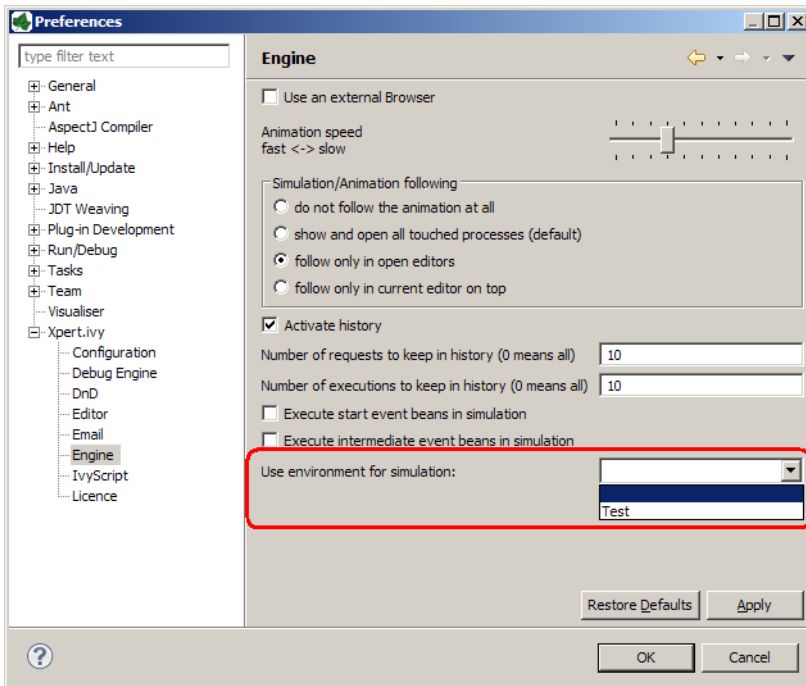 Preferences
type filter text
General
Ant
AspectJ Compiler
Help
Install/Update
Java
JDT Weaving
Plug-in Development
Run/Debug
Tasks
Team
Visualiser
Xpert.ivy
Configuration
Debug Engine
DnD
Editor
Email
Engine
IvyScript
Licence
Engine
Use an external Browser
Animation speed
fast <-> slow
Simulation/Animation following
do not follow the animation at all
show and open all touched processes (default)
follow only in open editors
follow only in current editor on top
Activate history
Number of requests to keep in history (0 means all) 10
Number of executions to keep in history (0 means all) 10
Execute start event beans in simulation
Execute intermediate event beans in simulation
Use environment for simulation:
Test
Restore Defaults Apply
? OK Cancel